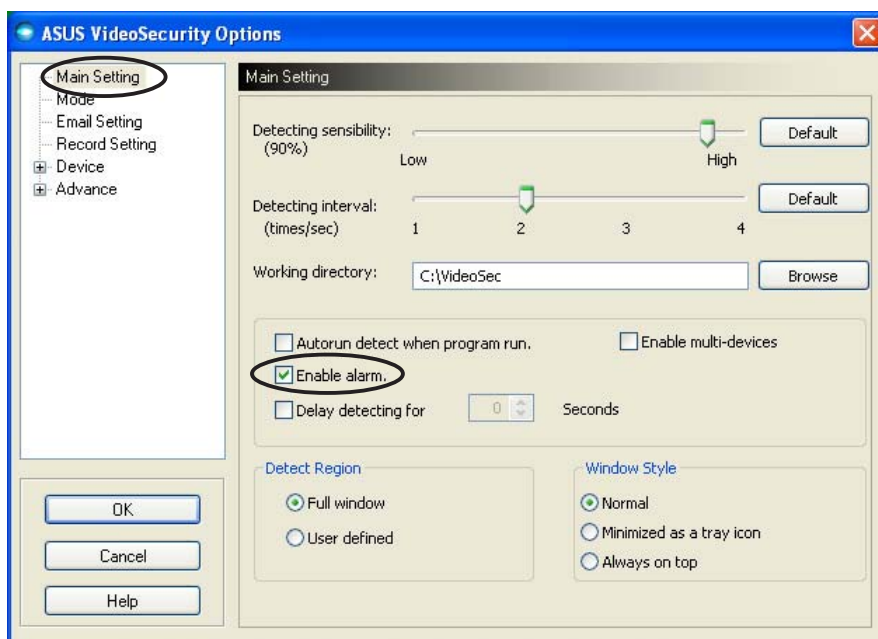 ASUS VideoSecurity Options
Main Setting
Mode
Email Setting
Record Setting
Device
Advance
OK
Cancel
Help
Main Setting
Detecting sensibility:
(90%)
Low
High
Default
Detecting interval:
(times/sec)
1 2 3 4
Default
Working directory:
C:\VideoSec
Browse
Autorun detect when program run.
Enable multi-devices
Enable alarm.
Delay detecting for 0 Seconds
Detect Region
Full window
User defined
Window Style
Normal
Minimized as a tray icon
Always on top